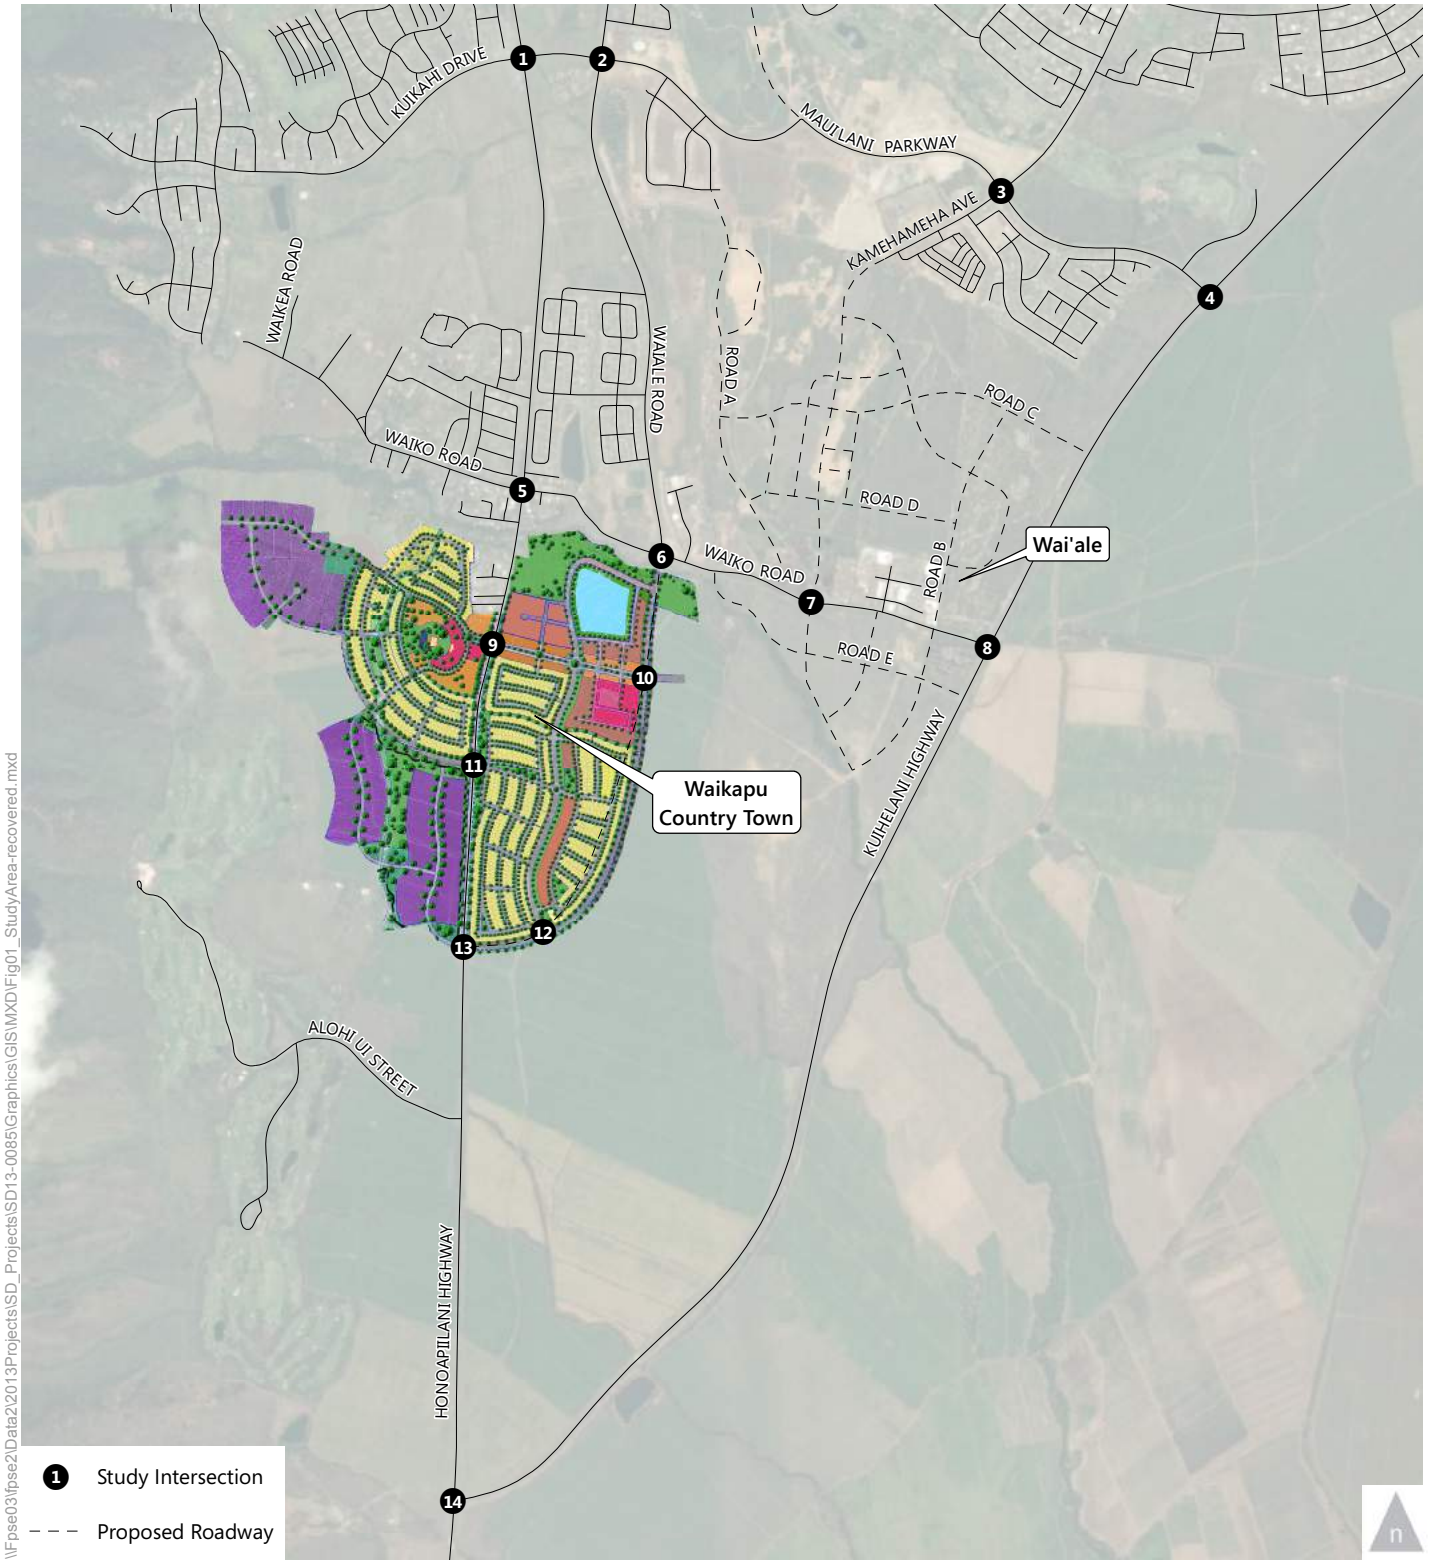 1
2
KUIKAHI DRIVE
MAUI LANI PARKWAY
3
KAMEHAMEHA AVE
4
WAIKEA ROAD
WAIALE ROAD
ROAD A
ROAD C
WAIKO ROAD
5
ROAD D
Wai'ale
6
WAIKO ROAD
ROAD B
7
8
9
ROAD E
10
11
Waikapu
Country Town
KUIHELANI HIGHWAY
12
13
ALOHI UI STREET
HONOAPIILANI HIGHWAY
14
1 Study Intersection
Proposed Roadway
n
\\Fpse03\fpse2\Data2\2013Projects\SD_Projects\SD13-0085\Graphics\GIS\MXD\Fig01_StudyArea-recovered.mxd